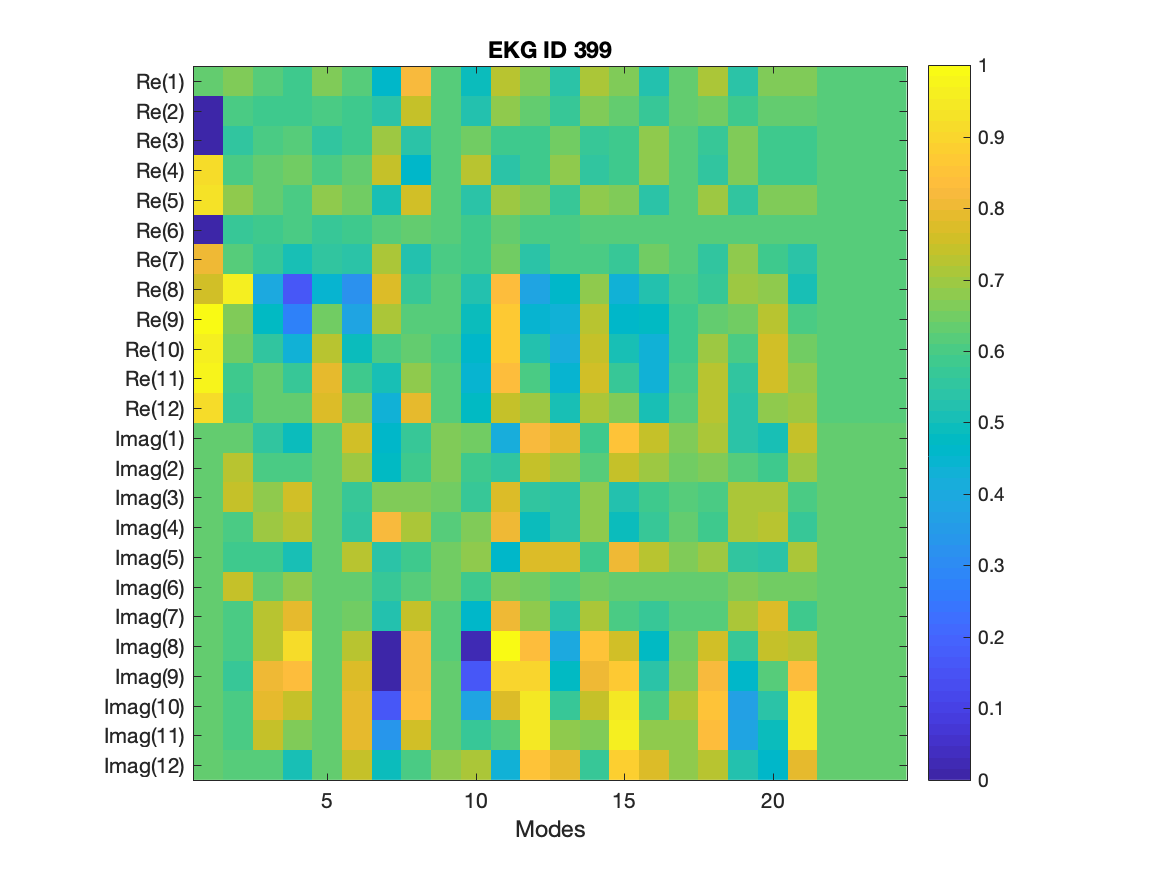 EKG ID 399
Re(1)
Re(2)
Re(3)
Re(4)
Re(5)
Re(6)
Re(7)
Re(8)
Re(9)
Re(10)
Re(11)
Re(12)
Imag(1)
Imag(2)
Imag(3)
Imag(4)
Imag(5)
Imag(6)
Imag(7)
Imag(8)
Imag(9)
Imag(10)
Imag(11)
Imag(12)
5 10 15 20
Modes
1
0.9
0.8
0.7
0.6
0.5
0.4
0.3
0.2
0.1
0